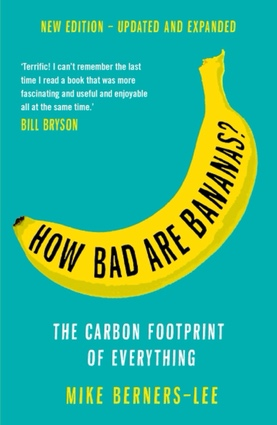 NEW EDITION – UPDATED AND EXPANDED
‘Terrific! I can’t remember the last
time I read a book that was more
fascinating and useful and enjoyable
all at the same time.’
BILL BRYSON
HOW BAD ARE BANANAS?
THE CARBON FOOTPRINT
OF EVERYTHING
MIKE BERNERS-LEE